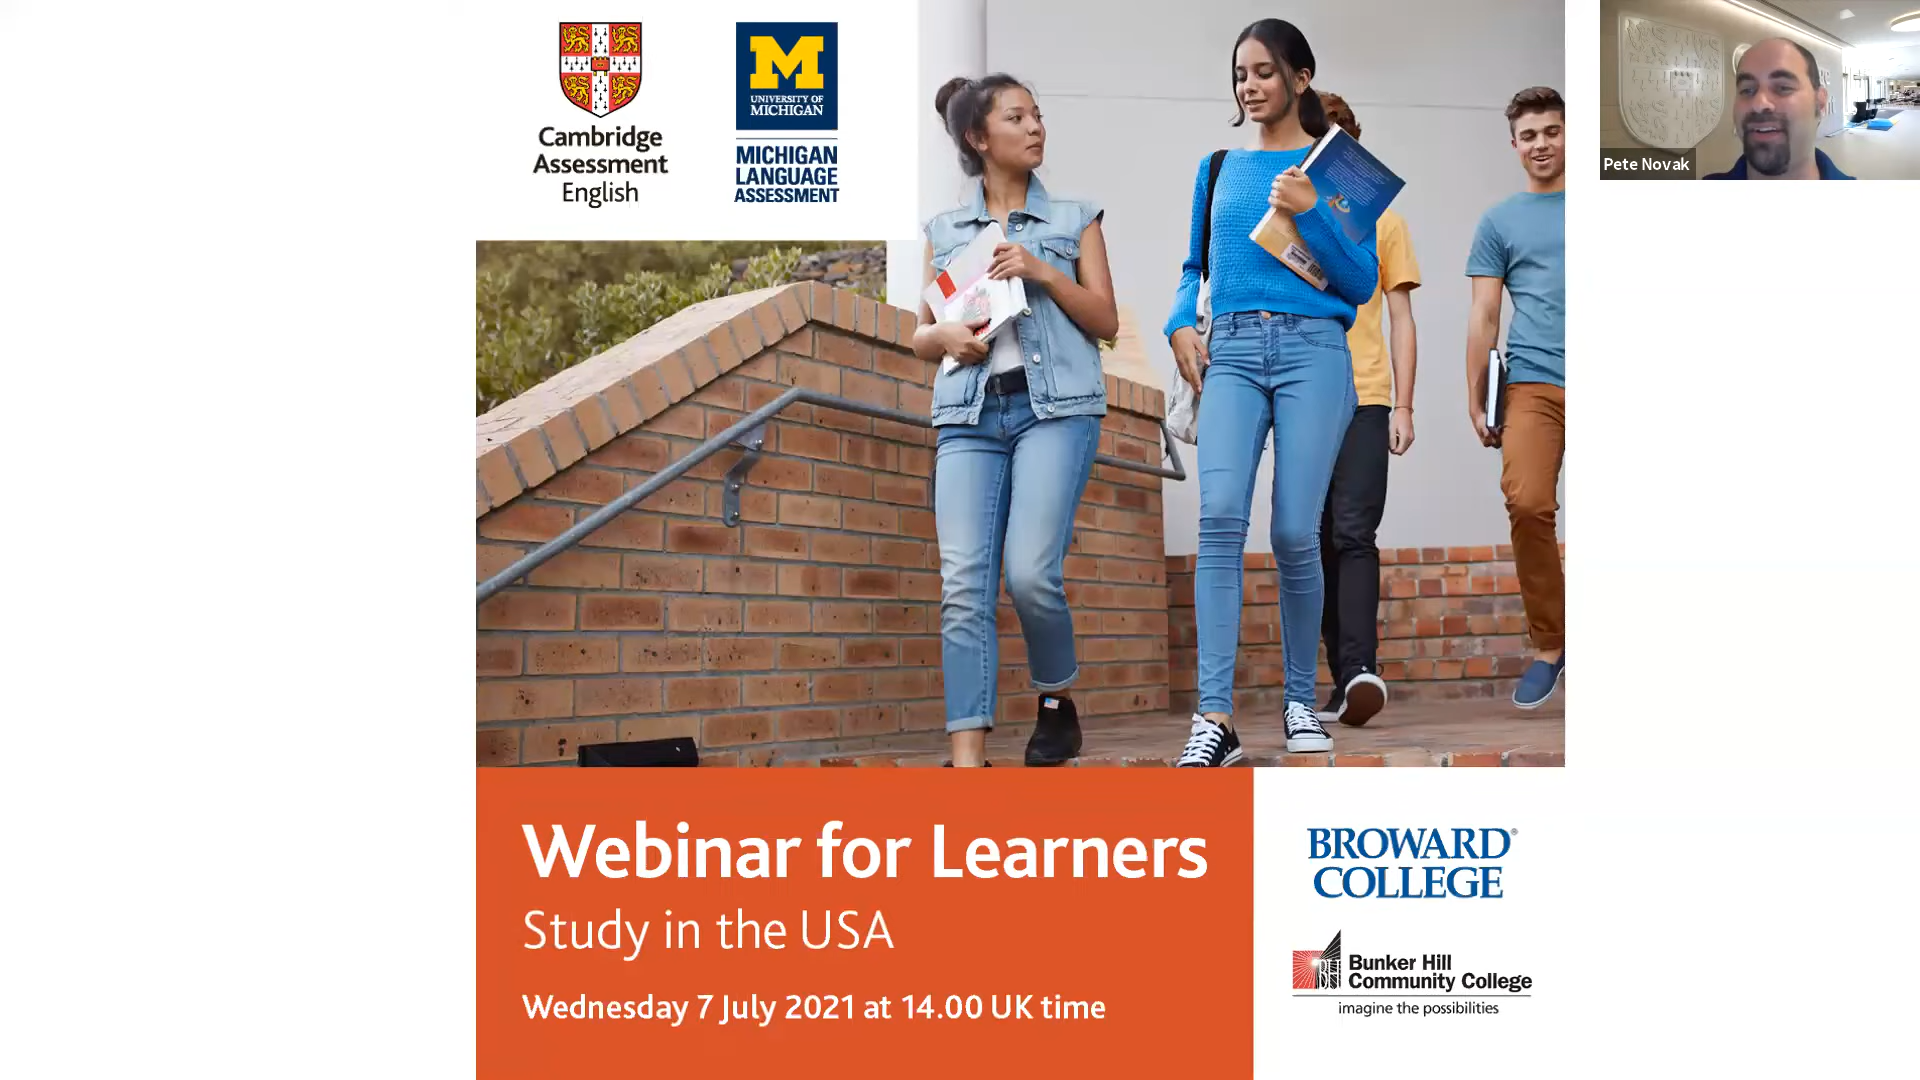 Cambridge
Assessment
English
M
UNIVERSITY OF
MICHIGAN
MICHIGAN
LANGUAGE
ASSESSMENT
Pete Novak
Webinar for Learners
Study in the USA
Wednesday 7 July 2021 at 14.00 UK time
BROWARD®
COLLEGE
BH
Bunker Hill
Community College
imagine the possibilities